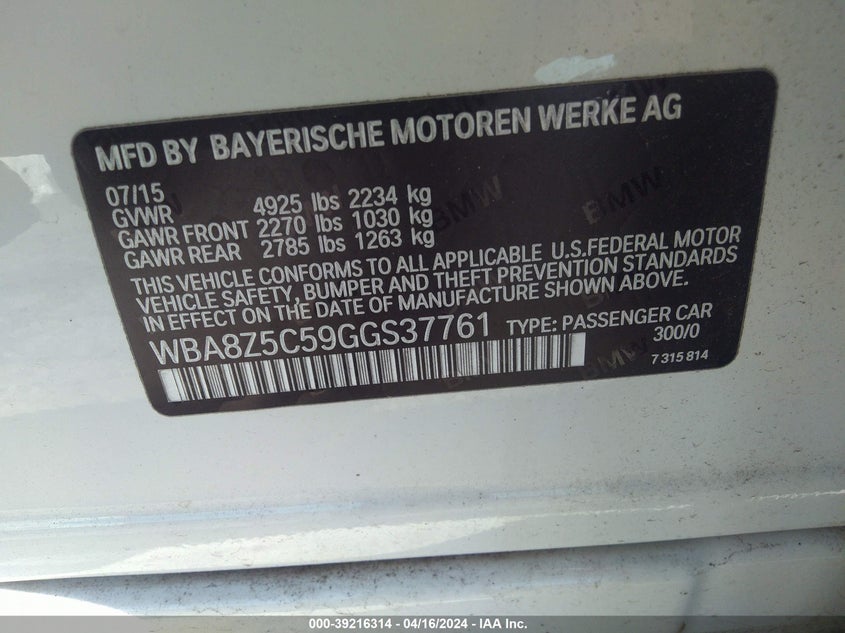 MFD BY BAYERISCHE MOTOREN WERKE AG
07/15
GVWR 4925 lbs 2234 kg
GAWR FRONT 2270 lbs 1030 kg
GAWR REAR 2785 lbs 1263 kg
THIS VEHICLE CONFORMS TO ALL APPLICABLE U.S.FEDERAL MOTOR
VEHICLE SAFETY, BUMPER AND THEFT PREVENTION STANDARDS
IN EFFECT ON THE DATE OF MANUFACTURE SHOWN ABOVE.
WBA8Z5C59GGS37761 TYPE: PASSENGER CAR
300/0
7 315 814
BMW
BMW
BMW
000-39216314 - 04/16/2024 - IAA Inc.